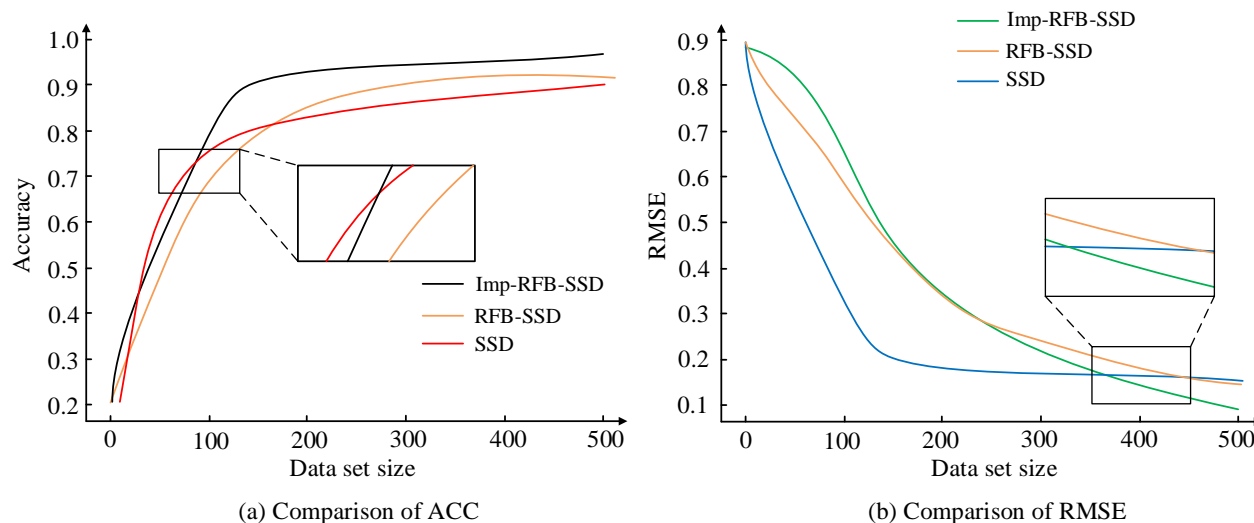 1.0
0.9
0.8
0.7
0.6
0.5
0.4
0.3
0.2
Accuracy
0 100 200 300 400 500
Data set size
Imp-RFB-SSD
RFB-SSD
SSD
(a) Comparison of ACC
Imp-RFB-SSD
RFB-SSD
SSD
0.9
0.8
0.7
0.6
0.5
0.4
0.3
0.2
0.1
RMSE
0 100 200 300 400 500
Data set size
(b) Comparison of RMSE